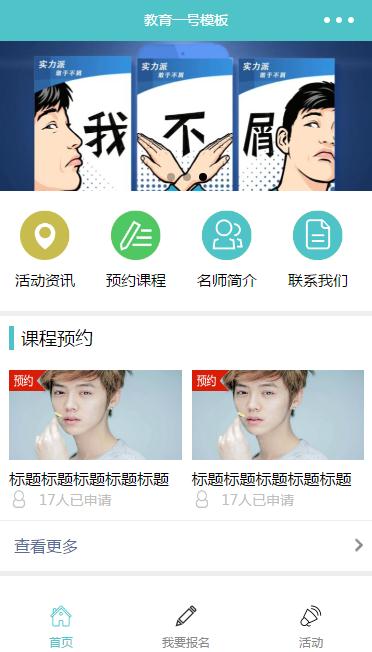 教育一号模板
实力派
敢于不屑
实力派
敢于不屑
实力派
敢于不屑
我不屑
活动资讯 预约课程 名师简介 联系我们
课程预约
预约 预约
标题标题标题标题标题 标题标题标题标题标题
17人已申请 17人已申请
查看更多
首页 我要报名 活动